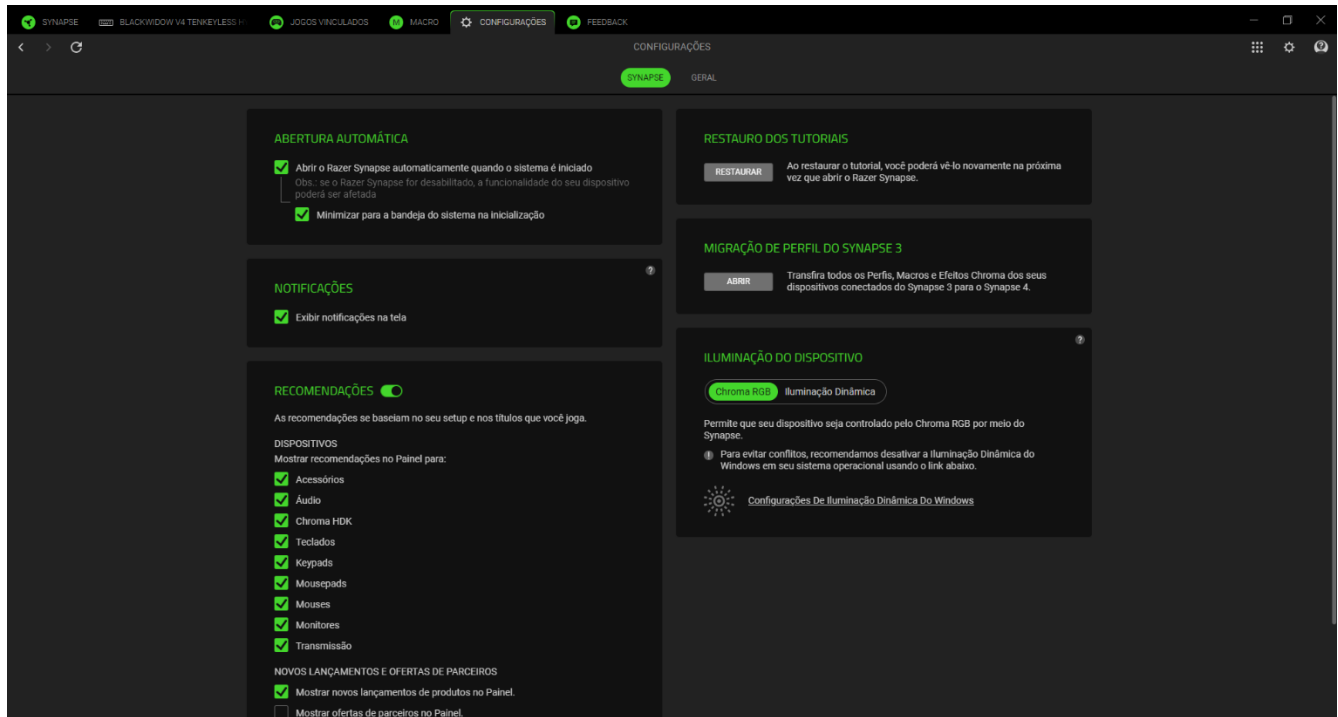 SYNAPSE
BLACKWIDOW V4 TENKEYLESS H
JOGOS VINCULADOS
MACRO
CONFIGURAÇÕES
FEEDBACK
CONFIGURAÇÕES
SYNAPSE
GERAL
ABERTURA AUTOMÁTICA
Abrir o Razer Synapse automaticamente quando o sistema é iniciado
Obs.: se o Razer Synapse for desabilitado, a funcionalidade do seu dispositivo
poderá ser afetada
Minimizar para a bandeja do sistema na inicialização
NOTIFICAÇÕES
Exibir notificações na tela
RECOMENDAÇÕES
As recomendações se baseiam no seu setup e nos títulos que você joga.
DISPOSITIVOS
Mostrar recomendações no Painel para:
Acessórios
Áudio
Chroma HDK
Teclados
Keypads
Mousepads
Mouses
Monitores
Transmissão
NOVOS LANÇAMENTOS E OFERTAS DE PARCEIROS
Mostrar novos lançamentos de produtos no Painel.
Mostrar ofertas de parceiros no Painel.
RESTAURO DOS TUTORIAIS
RESTAURAR
Ao restaurar o tutorial, você poderá vê-lo novamente na próxima
vez que abrir o Razer Synapse.
MIGRAÇÃO DE PERFIL DO SYNAPSE 3
ABRIR
Transfira todos os Perfis, Macros e Efeitos Chroma dos seus
dispositivos conectados do Synapse 3 para o Synapse 4.
ILUMINAÇÃO DO DISPOSITIVO
Chroma RGB
Iluminação Dinâmica
Permite que seu dispositivo seja controlado pelo Chroma RGB por meio do
Synapse.
Para evitar conflitos, recomendamos desativar a Iluminação Dinâmica do
Windows em seu sistema operacional usando o link abaixo.
Configurações De Iluminação Dinâmica Do Windows